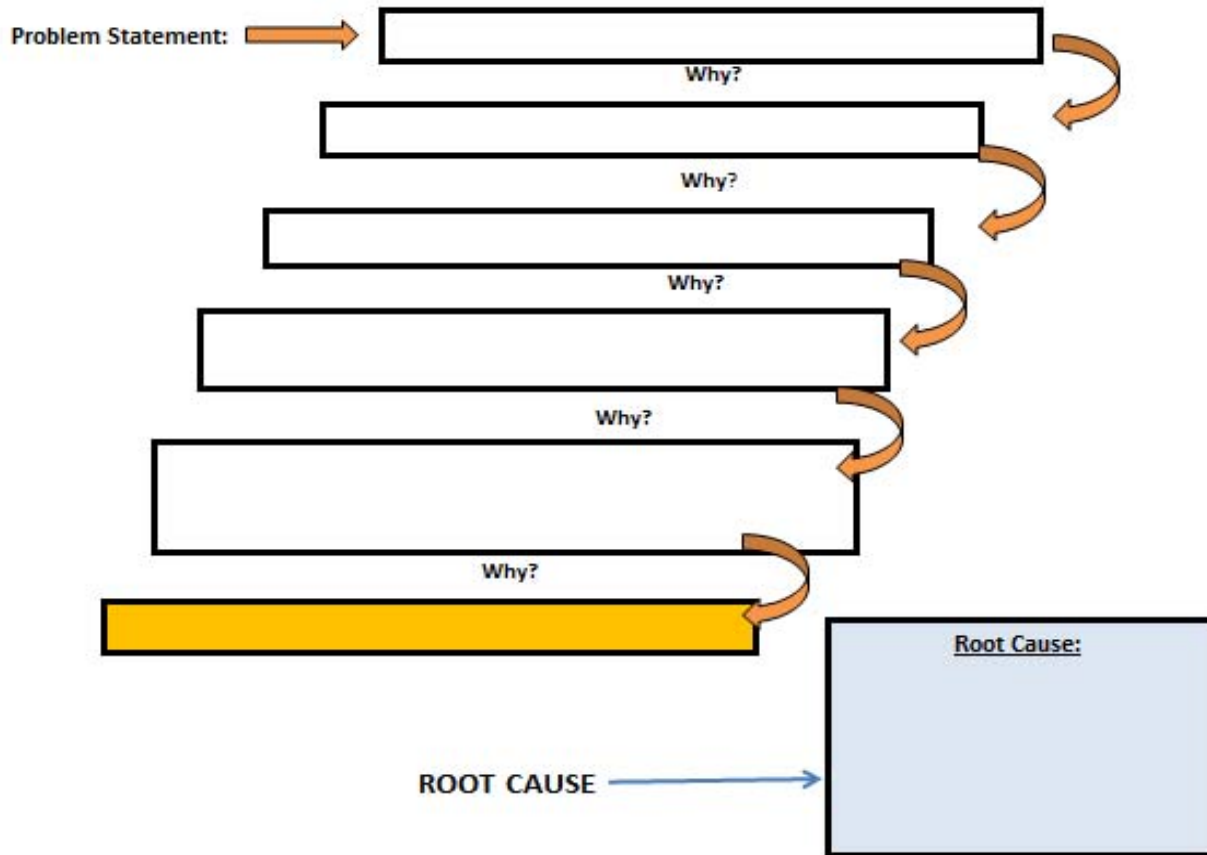 Problem Statement:
Why?
Why?
Why?
Why?
Why?
Root Cause:
ROOT CAUSE